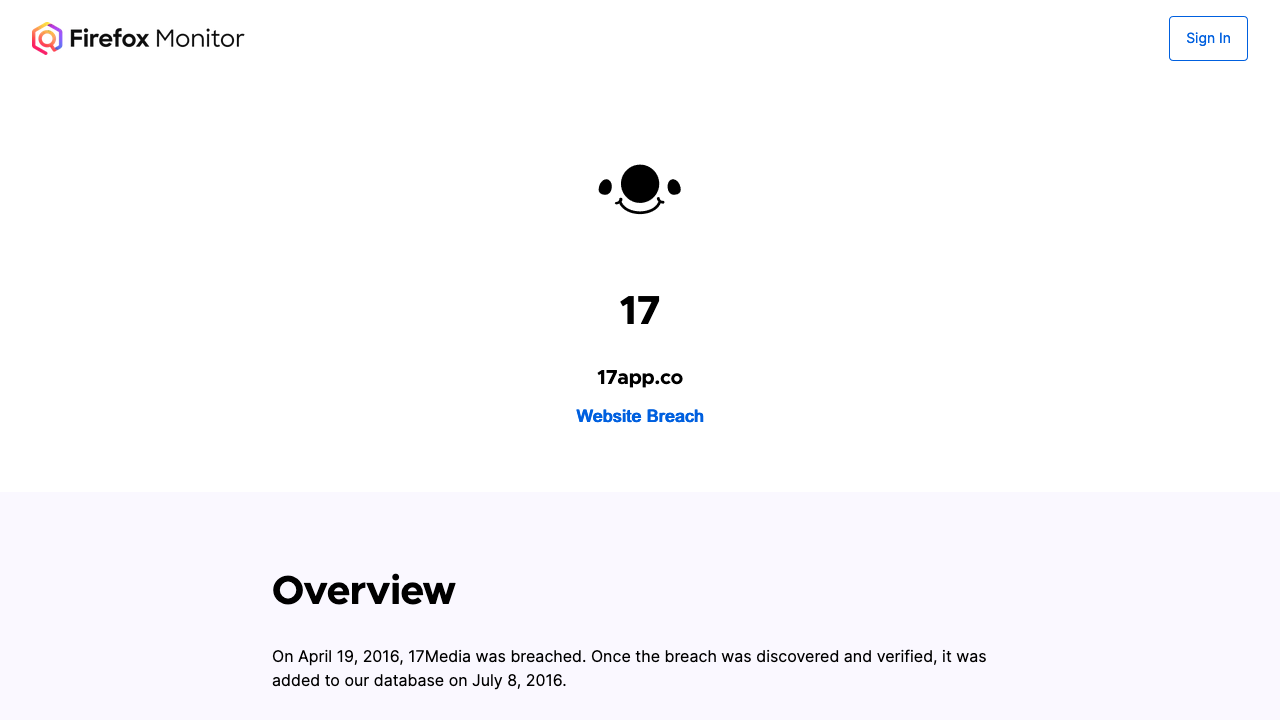 Firefox Monitor
Sign In
17
17app.co
Website Breach
Overview
On April 19, 2016, 17Media was breached. Once the breach was discovered and verified, it was
added to our database on July 8, 2016.